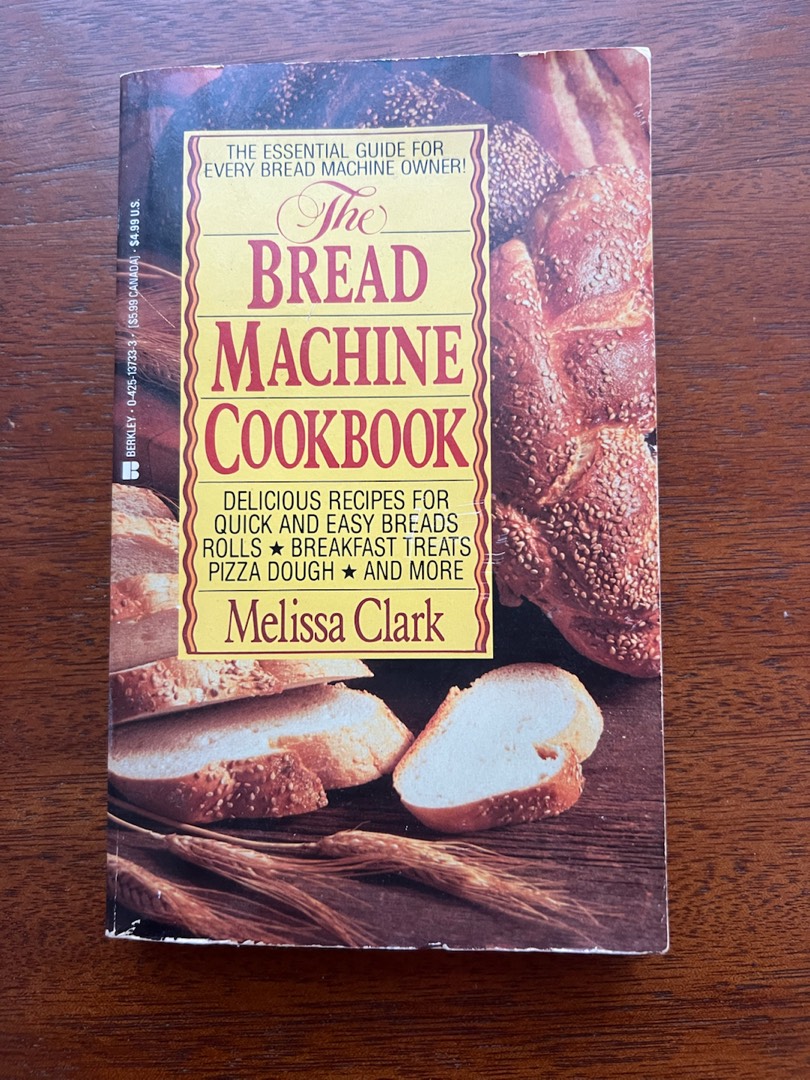 THE ESSENTIAL GUIDE FOR
EVERY BREAD MACHINE OWNER!
The
BREAD
MACHINE
COOKBOOK
DELICIOUS RECIPES FOR
QUICK AND EASY BREADS
ROLLS ★ BREAKFAST TREATS
PIZZA DOUGH ★ AND MORE
Melissa Clark
BERKLEY • 0-425-13733-3 • [$5.99 CANADA] • $4.99 U.S.